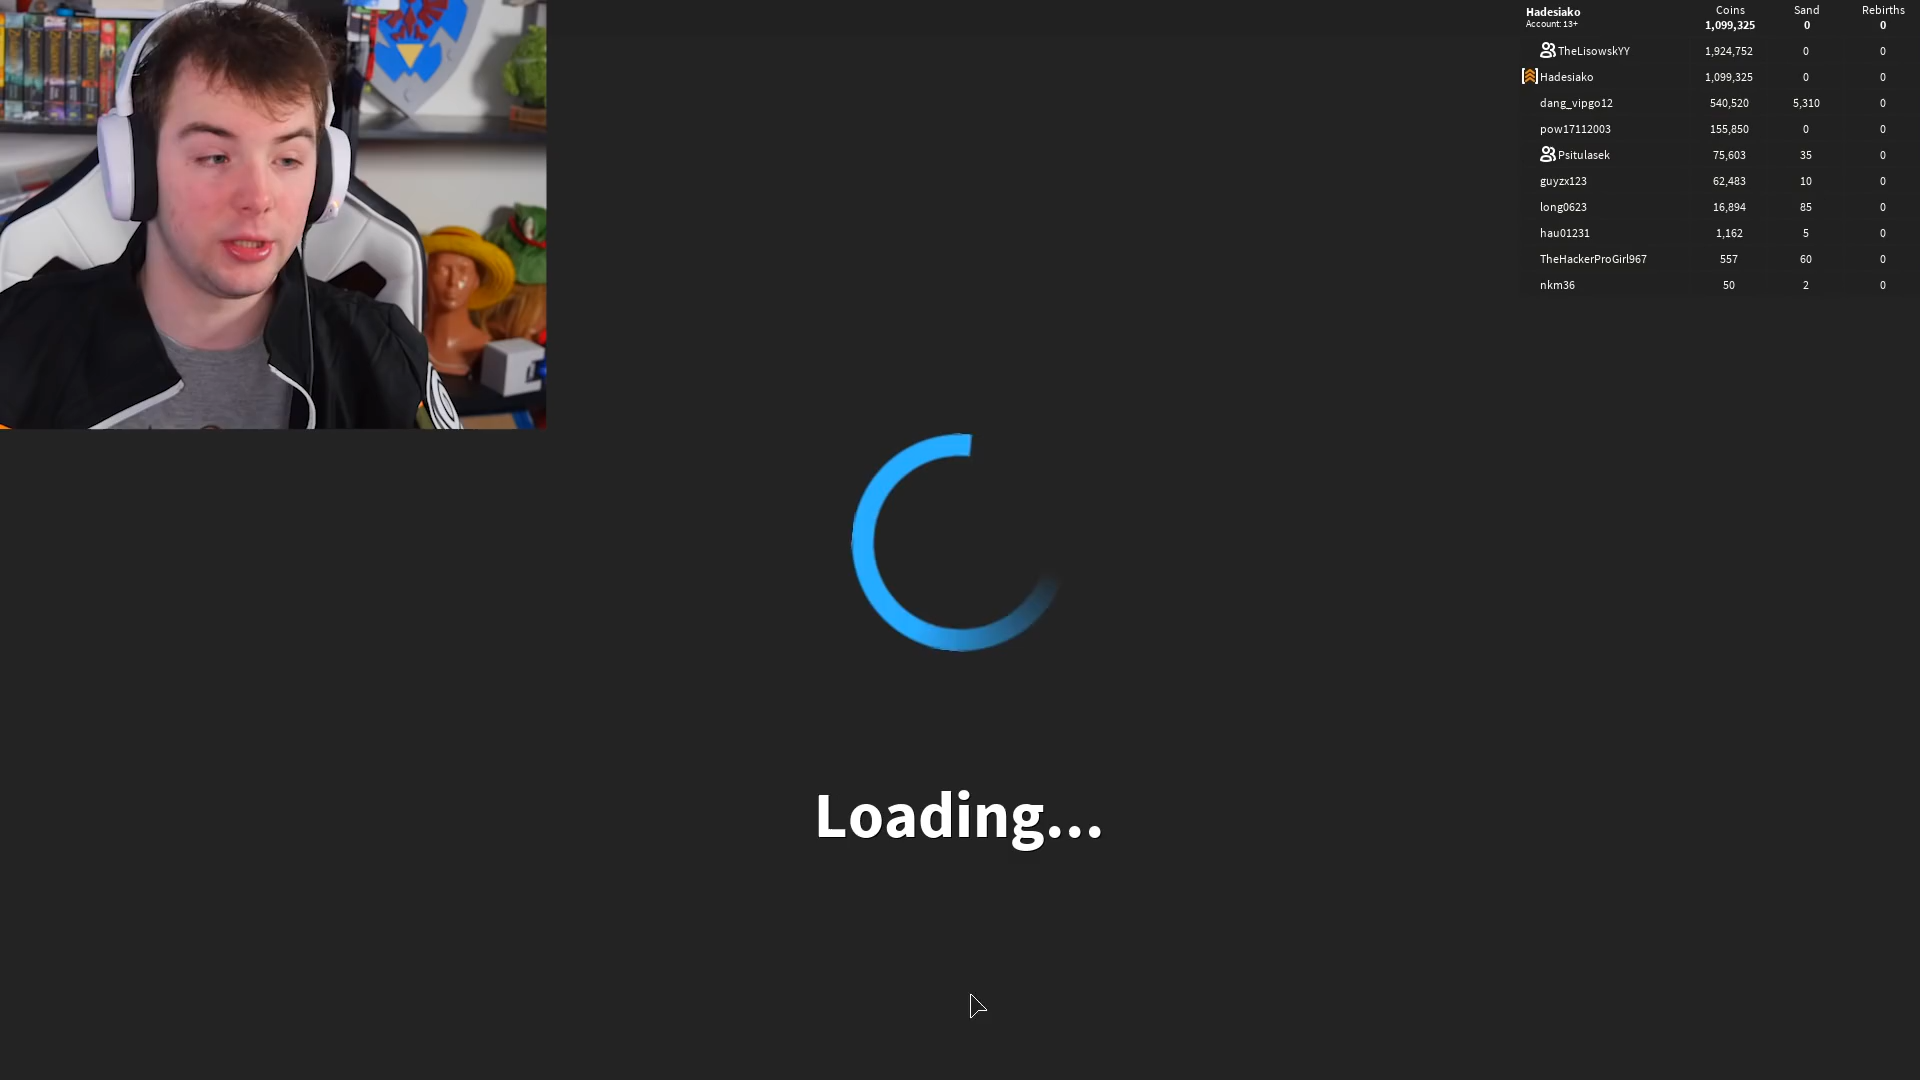 Hadesiako Coins Sand Rebirths
Account: 13+ 1,099,325 0 0
TheLisowskYY 1,924,752 0 0
Hadesiako 1,099,325 0 0
dang_vipgo12 540,520 5,310 0
pow17112003 155,850 0 0
Psitulasek 75,603 35 0
guyzx123 62,483 10 0
long0623 16,894 85 0
hau01231 1,162 5 0
TheHackerProGirl967 557 60 0
nkm36 50 2 0
Loading...